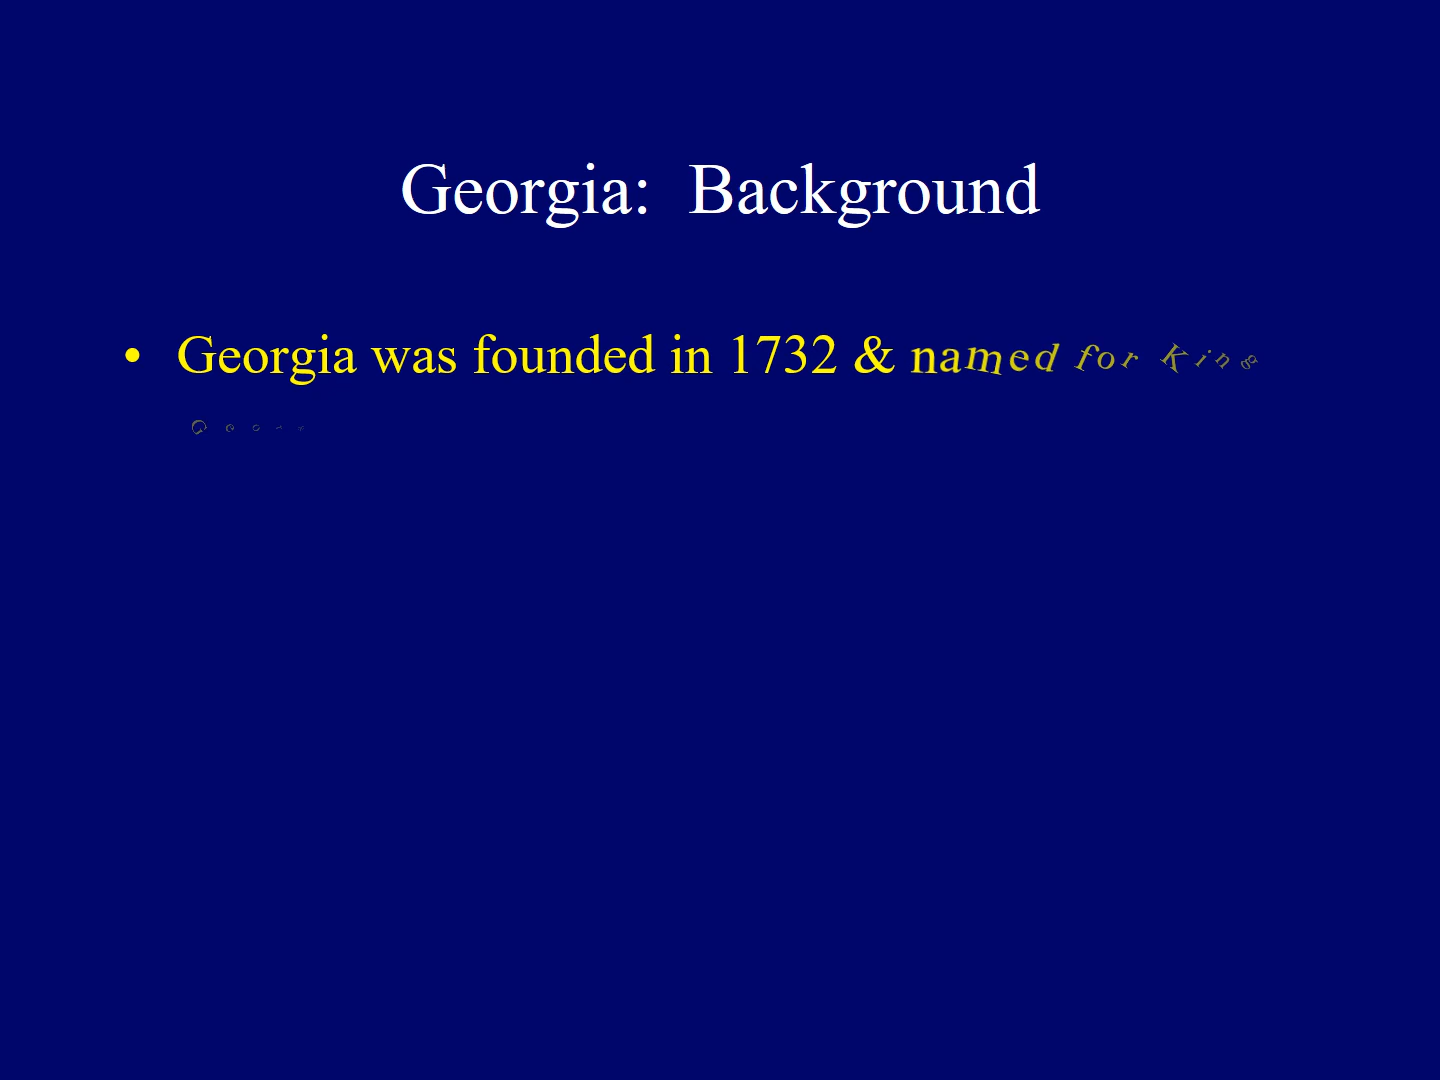 Georgia: Background
• Georgia was founded in 1732 & named for King